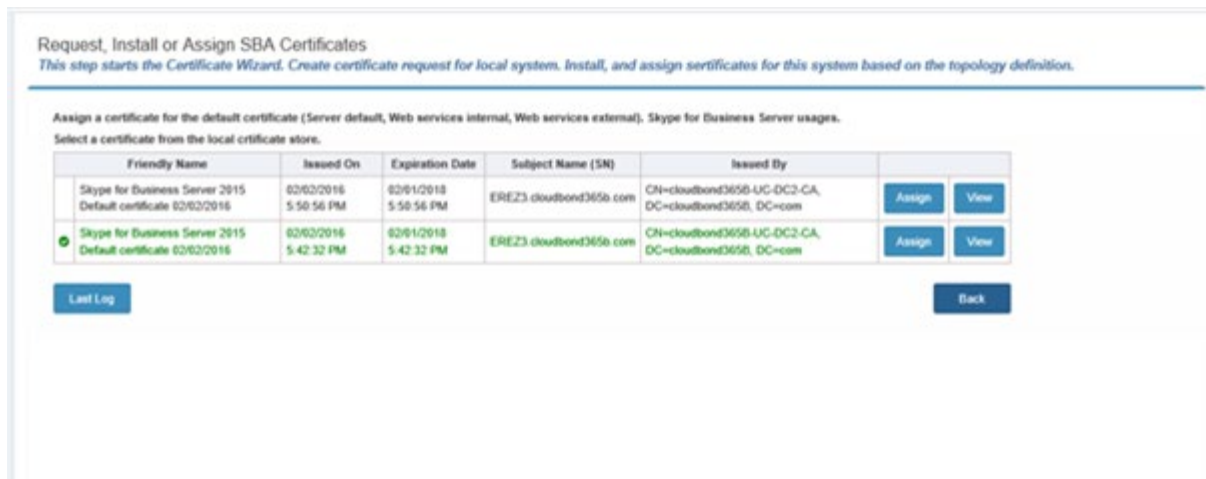 Request, Install or Assign SBA Certificates
This step starts the Certificate Wizard. Create certificate request for local system. Install, and assign sertificates for this system based on the topology definition.
Assign a certificate for the default certificate (Server default, Web services internal, Web services external). Skype for Business Server usages.
Select a certificate from the local crtificate store.
Friendly Name Issued On Expiration Date Subject Name (SN) Issued By
Skype for Business Server 2015 02/02/2016 02/01/2018 EREZ3.cloudbond365b.com CN=cloudbond365B-UC-DC2-CA, Assign View
Default certificate 02/02/2016 5:50:56 PM 5:50:56 PM DC=cloudbond365B, DC=com
Skype for Business Server 2015 02/02/2016 02/01/2018 EREZ3.cloudbond365b.com CN=cloudbond365B-UC-DC2-CA, Assign View
Default certificate 02/02/2016 5:42:32 PM 5:42:32 PM DC=cloudbond365B, DC=com
Last Log Back